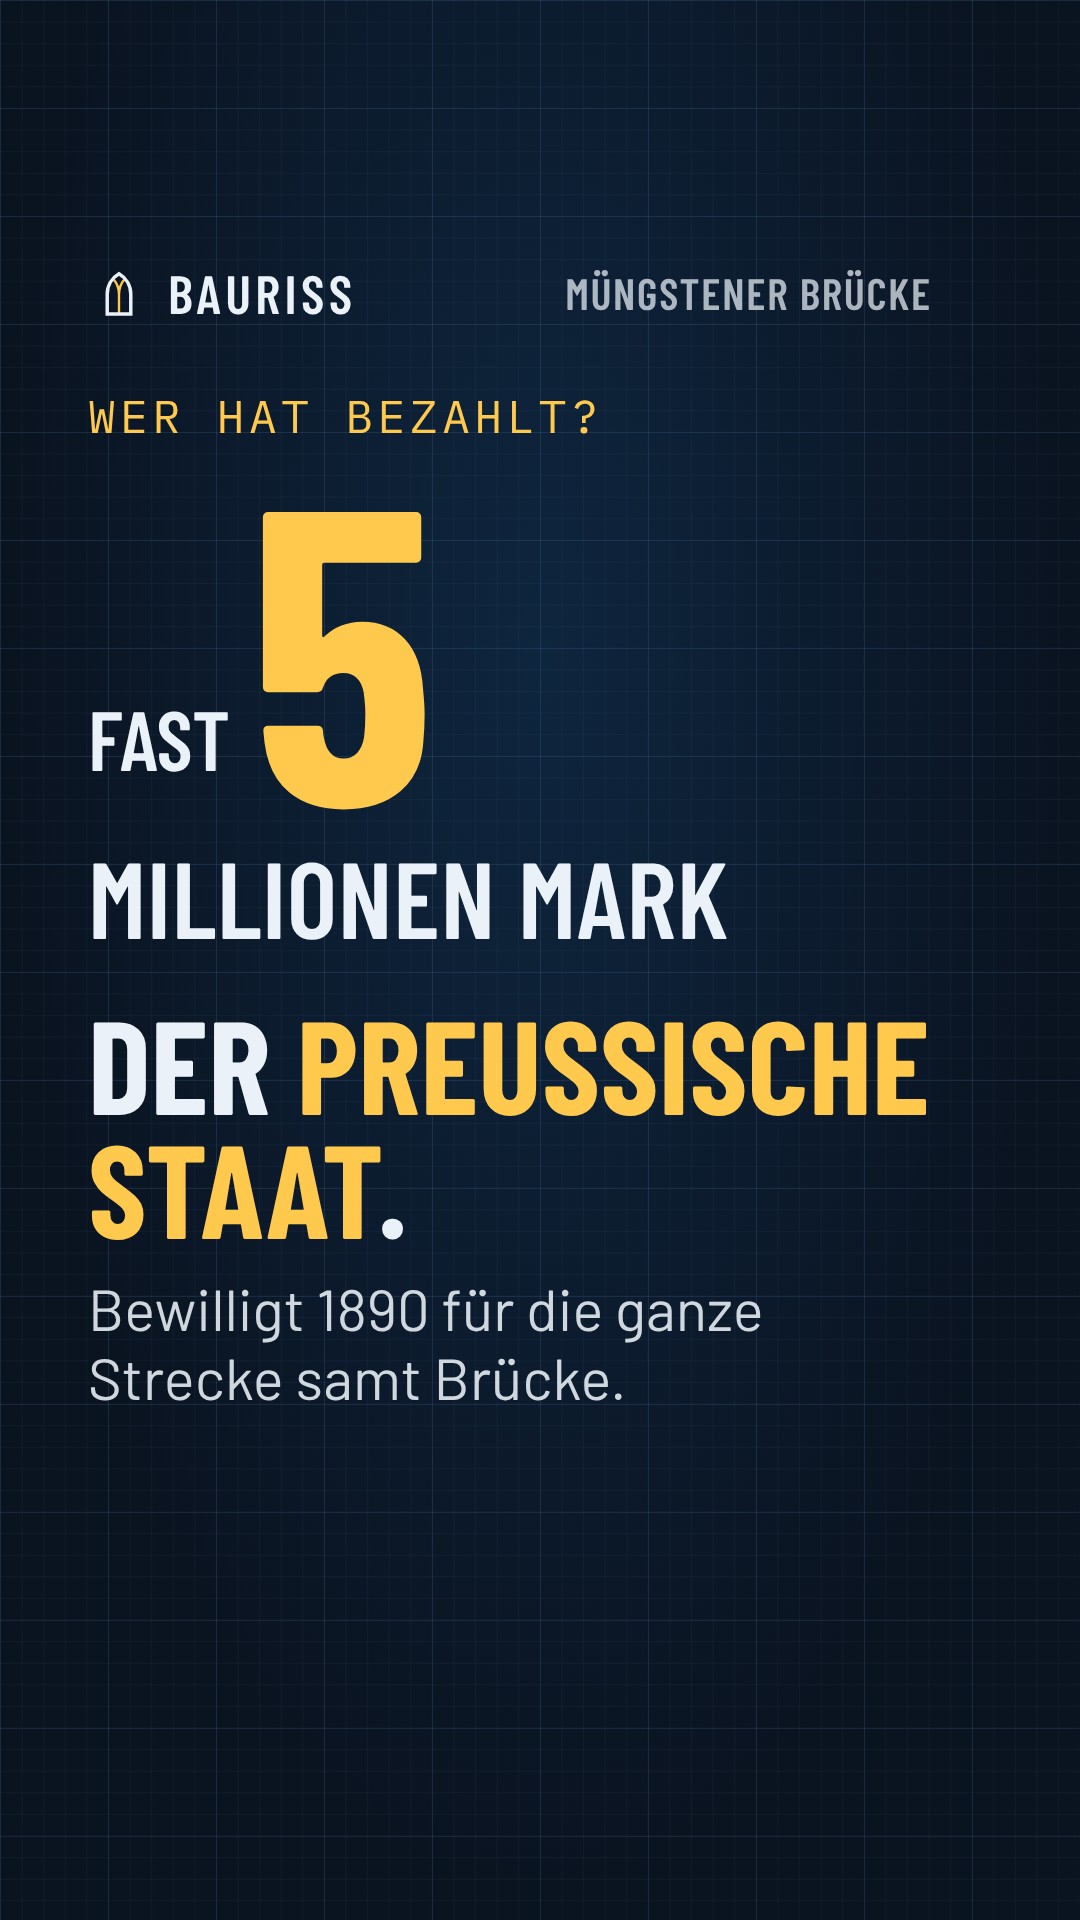 BAURISS
MÜNGSTENER BRÜCKE
WER HAT BEZAHLT?
FAST 5
MILLIONEN MARK
DER PREUSSISCHE
STAAT.
Bewilligt 1890 für die ganze
Strecke samt Brücke.